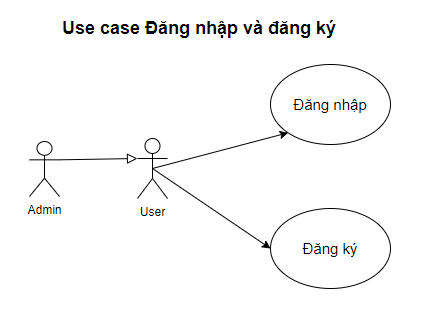 Use case Đăng nhập và đăng ký
Đăng nhập
Admin
User
Đăng ký